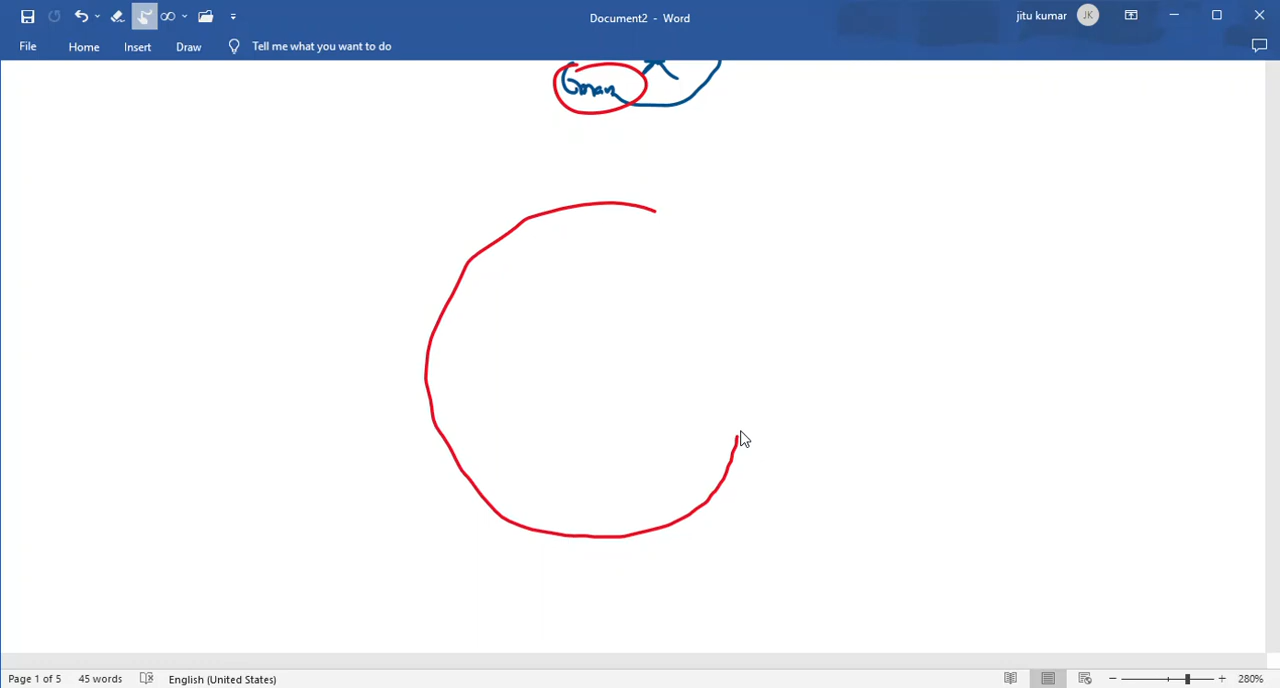 Document2 - Word
jitu kumar JK
File Home Insert Draw Tell me what you want to do
Page 1 of 5 45 words English (United States) 280%